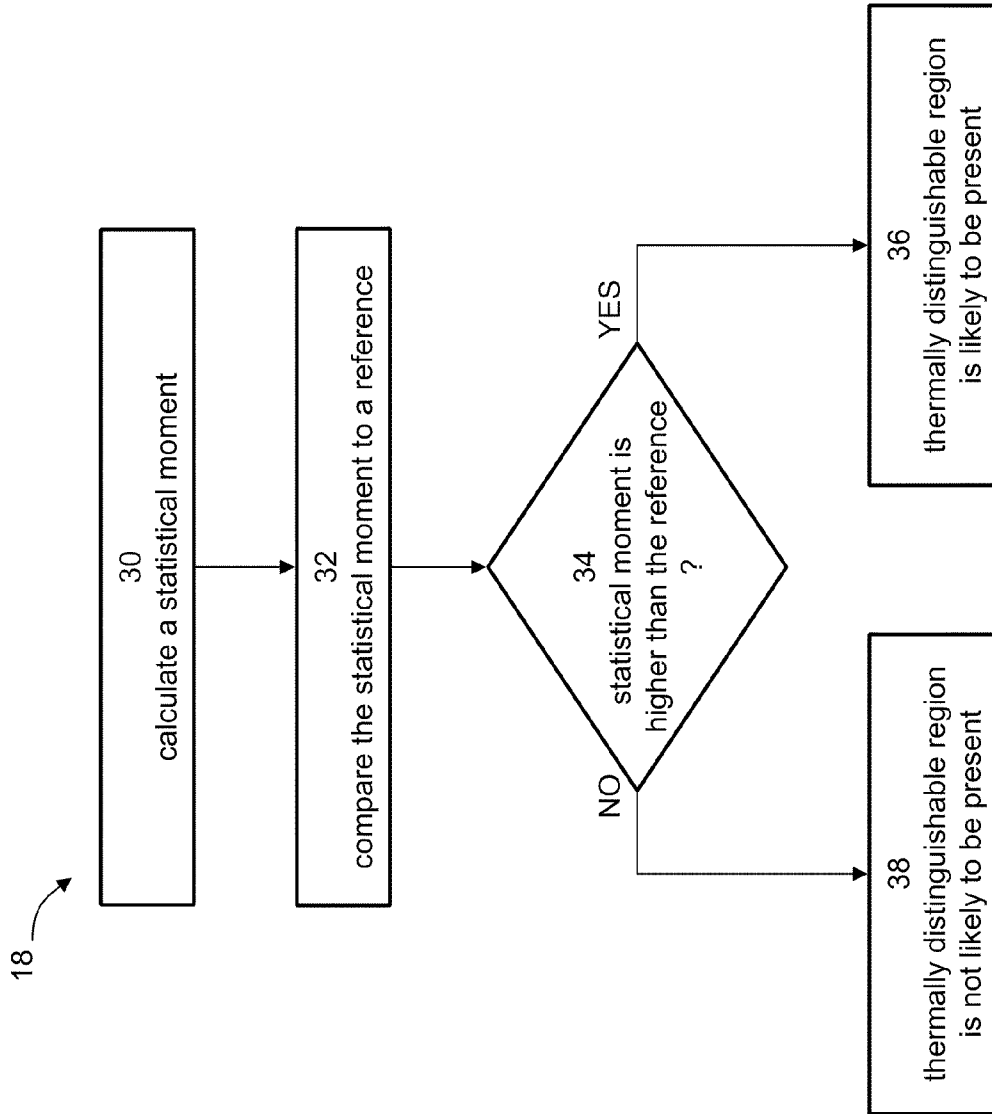 18
30
calculate a statistical moment
32
compare the statistical moment to a reference
34
statistical moment is
higher than the reference
?
NO
YES
38
thermally distinguishable region
is not likely to be present
36
thermally distinguishable region
is likely to be present